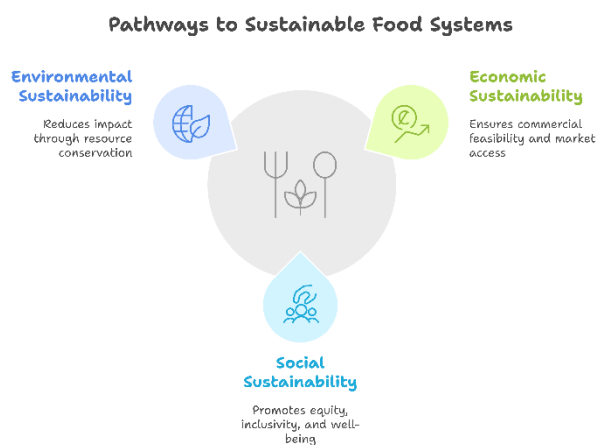 Pathways to Sustainable Food Systems
Environmental
Sustainability
Reduces impact
through resource
conservation
Economic
Sustainability
Ensures commercial
feasibility and market
access
Social
Sustainability
Promotes equity,
inclusivity, and well-
being